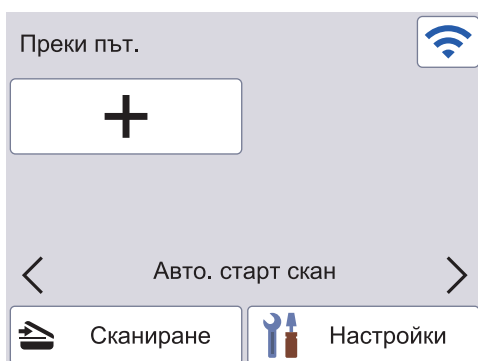 Преки път.
Авто. старт скан
Сканиране
Настройки